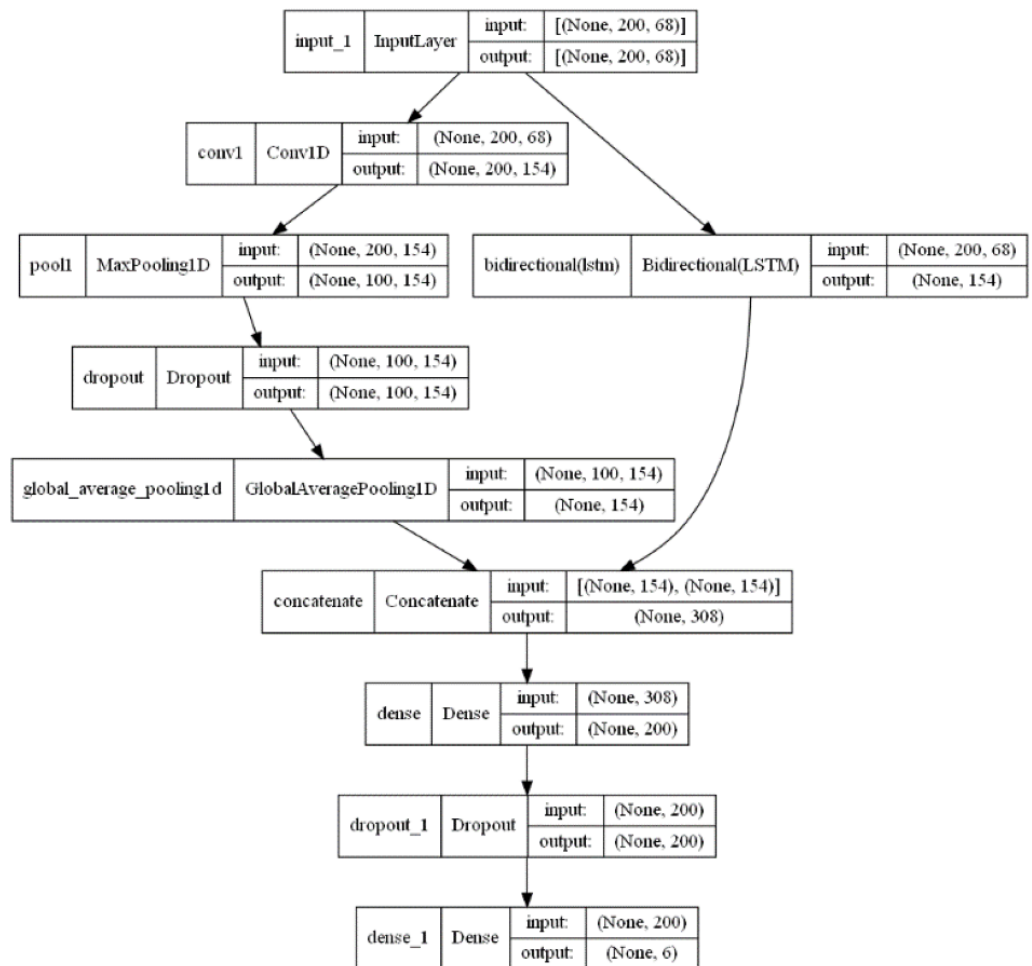 input_1 InputLayer input: [(None, 200, 68)]
output: [(None, 200, 68)]
conv1 Conv1D input: (None, 200, 68)
output: (None, 200, 154)
pool1 MaxPooling1D input: (None, 200, 154)
output: (None, 100, 154)
bidirectional(lstm) Bidirectional(LSTM) input: (None, 200, 68)
output: (None, 154)
dropout Dropout input: (None, 100, 154)
output: (None, 100, 154)
global_average_pooling1d GlobalAveragePooling1D input: (None, 100, 154)
output: (None, 154)
concatenate Concatenate input: [(None, 154), (None, 154)]
output: (None, 308)
dense Dense input: (None, 308)
output: (None, 200)
dropout_1 Dropout input: (None, 200)
output: (None, 200)
dense_1 Dense input: (None, 200)
output: (None, 6)